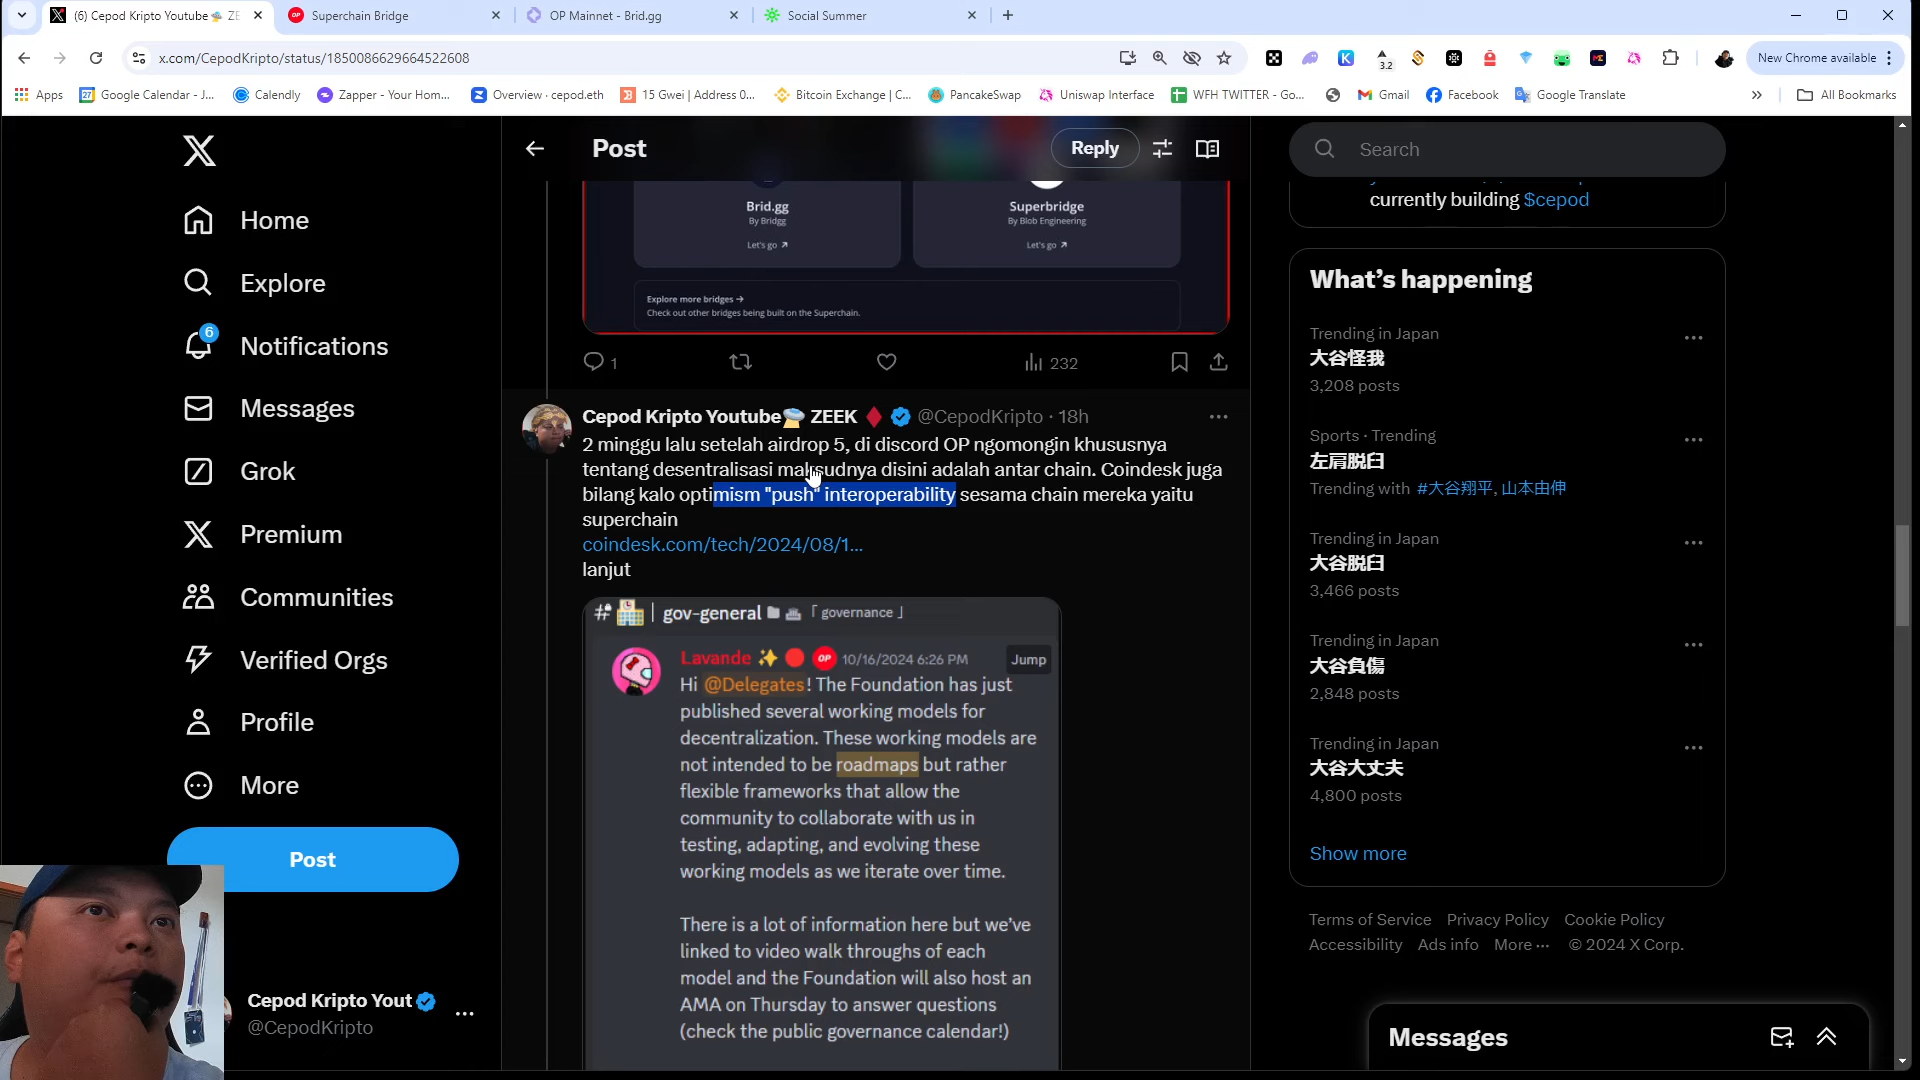 (6) Cepod Kripto Youtube
Superchain Bridge
OP Mainnet - Brid.gg
Social Summer
x.com/CepodKripto/status/1850086629664522608
3.2
New Chrome available
Apps
27
Google Calendar - J...
Calendly
Zapper - Your Hom...
Overview · cepod.eth
15 Gwei | Address 0...
Bitcoin Exchange | C...
PancakeSwap
Uniswap Interface
WFH TWITTER - Go...
Gmail
Facebook
Google Translate
All Bookmarks
Home
Explore
6
Notifications
Messages
Grok
Premium
Communities
Verified Orgs
Profile
More
Post
Cepod Kripto Yout
@CepodKripto
Post
Reply
Brid.gg
By Bridgg
Let's go
Superbridge
By Blob Engineering
Let's go
Explore more bridges →
Check out other bridges being built on the Superchain.
1
232
Cepod Kripto Youtube ZEEK @CepodKripto · 18h
2 minggu lalu setelah airdrop 5, di discord OP ngomongin khususnya
tentang desentralisasi maksudnya disini adalah antar chain. Coindesk juga
bilang kalo optimism "push" interoperability sesama chain mereka yaitu
superchain
coindesk.com/tech/2024/08/1...
lanjut
# | gov-general 「 governance 」
Lavande OP 10/16/2024 6:26 PM
Jump
Hi @Delegates! The Foundation has just
published several working models for
decentralization. These working models are
not intended to be roadmaps but rather
flexible frameworks that allow the
community to collaborate with us in
testing, adapting, and evolving these
working models as we iterate over time.
There is a lot of information here but we've
linked to video walk throughs of each
model and the Foundation will also host an
AMA on Thursday to answer questions
(check the public governance calendar!)
Search
currently building $cepod
What's happening
Trending in Japan
大谷怪我
3,208 posts
Sports · Trending
左肩脱臼
Trending with #大谷翔平, 山本由伸
Trending in Japan
大谷脱臼
3,466 posts
Trending in Japan
大谷負傷
2,848 posts
Trending in Japan
大谷大丈夫
4,800 posts
Show more
Terms of Service Privacy Policy Cookie Policy
Accessibility Ads info More ··· © 2024 X Corp.
Messages